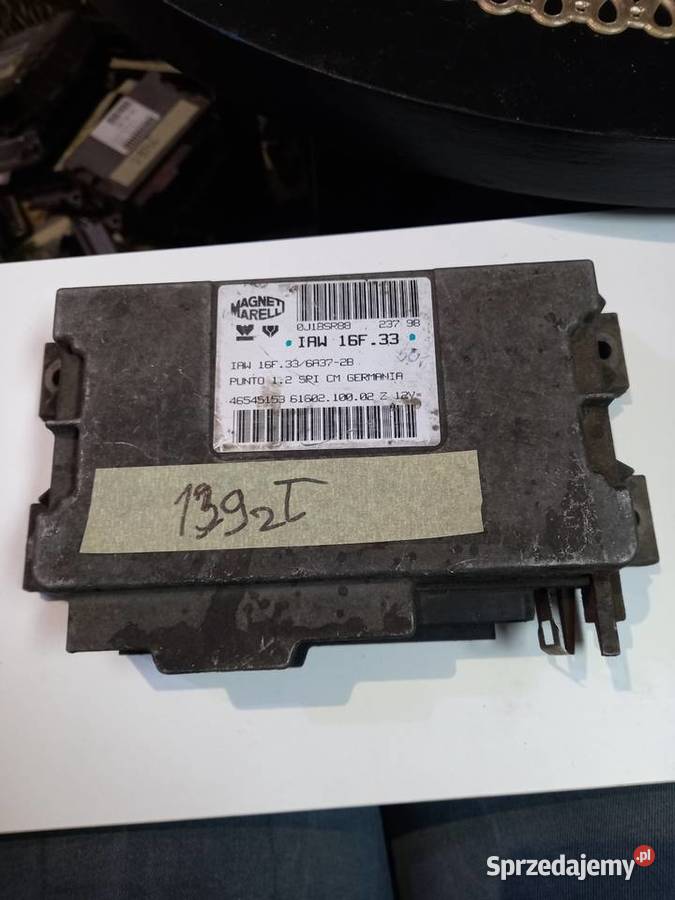 MAGNETI
MARELLI
0J18SR88 237 98
IAW 16F.33
IAW 16F.33/6A37-2B
PUNTO 1.2 SPI CM GERMANIA
46545153 61602.100.02 Z 12V
Sprzedajemy.pl